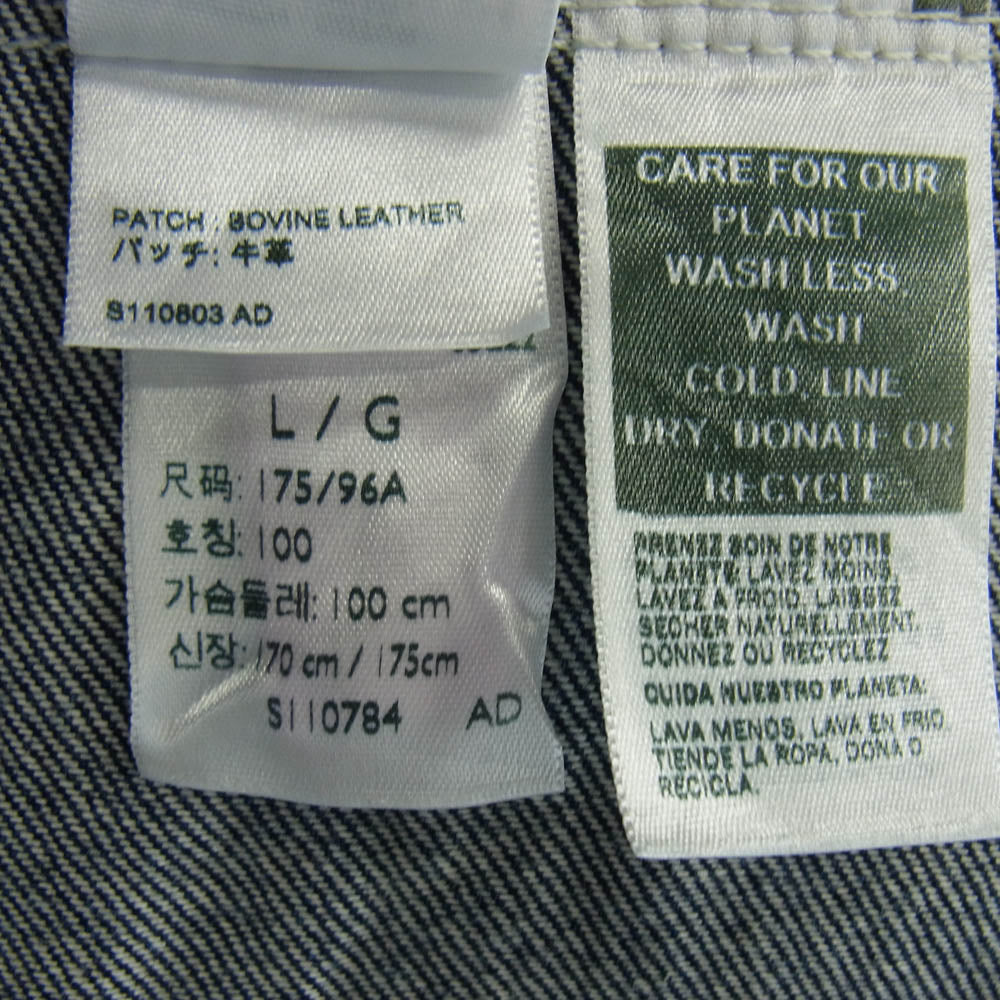 PATCH : BOVINE LEATHER
パッチ: 牛革
S110803 AD
L / G
尺码: 175/96A
호칭: 100
가슴둘레: 100 cm
신장: 170 cm / 175cm
S110784 AD
CARE FOR OUR
PLANET
WASH LESS,
WASH
COLD, LINE
DRY, DONATE OR
RECYCLE
PRENEZ SOIN DE NOTRE
PLANÈTE: LAVEZ MOINS,
LAVEZ À FROID, LAISSEZ
SECHER NATURELLEMENT,
DONNEZ OU RECYCLEZ
CUIDA NUESTRO PLANETA:
LAVA MENOS, LAVA EN FRIO,
TIENDE LA ROPA, DONA O
RECICLA.